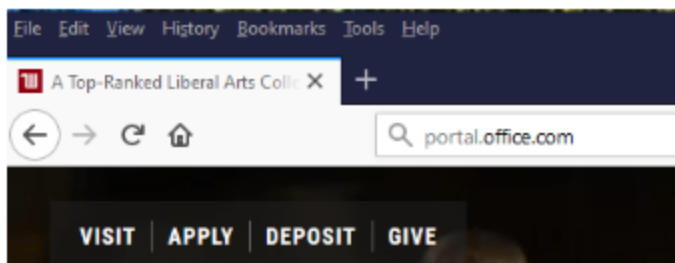 File Edit View History Bookmarks Tools Help
A Top-Ranked Liberal Arts Colle
portal.office.com
VISIT APPLY DEPOSIT GIVE